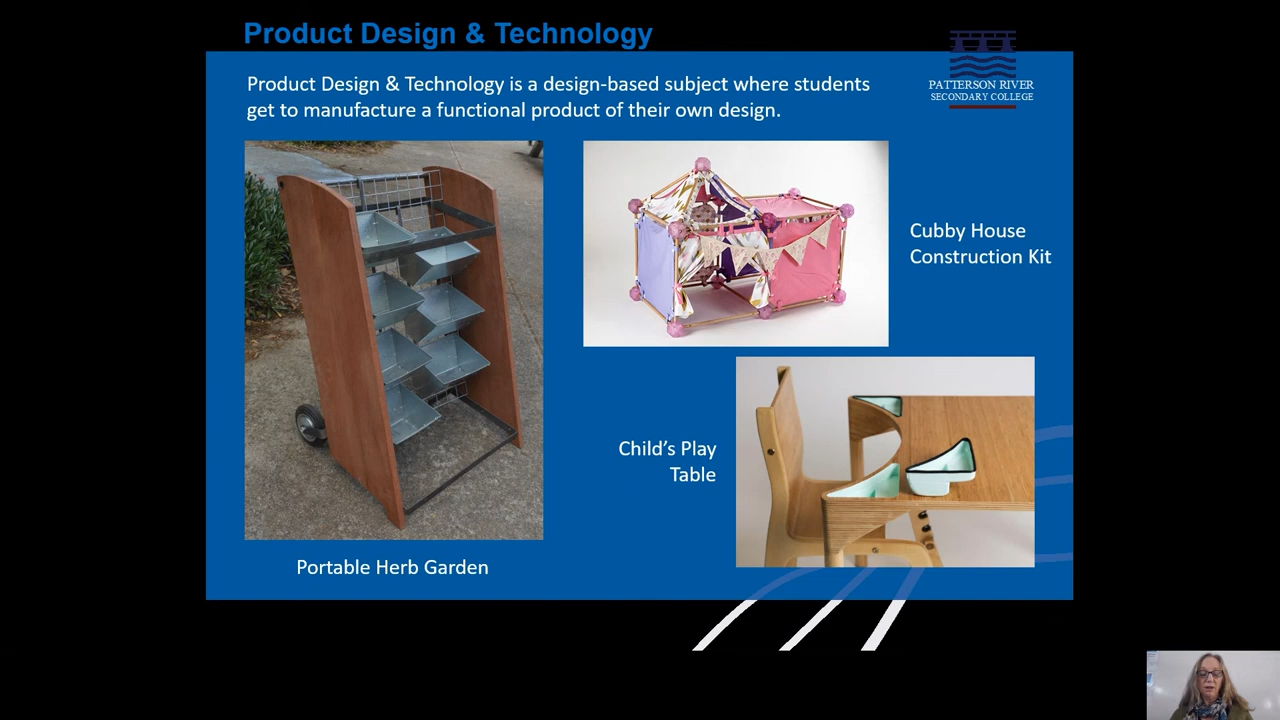 Product Design & Technology
PATTERSON RIVER
SECONDARY COLLEGE
Product Design & Technology is a design-based subject where students
get to manufacture a functional product of their own design.
Cubby House
Construction Kit
Child’s Play
Table
Portable Herb Garden